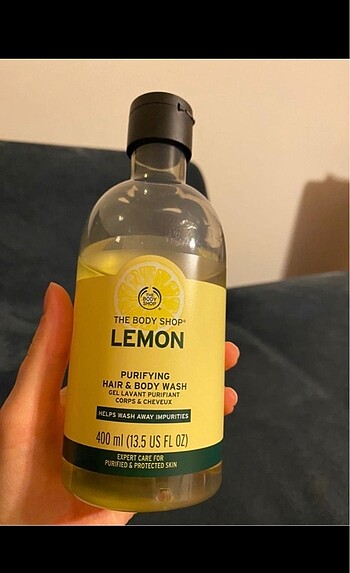 THE
BODY
SHOP
THE BODY SHOP®
LEMON
PURIFYING
HAIR & BODY WASH
GEL LAVANT PURIFIANT
CORPS & CHEVEUX
HELPS WASH AWAY IMPURITIES
400 ml (13.5 US FL OZ)
EXPERT CARE FOR
PURIFIED & PROTECTED SKIN